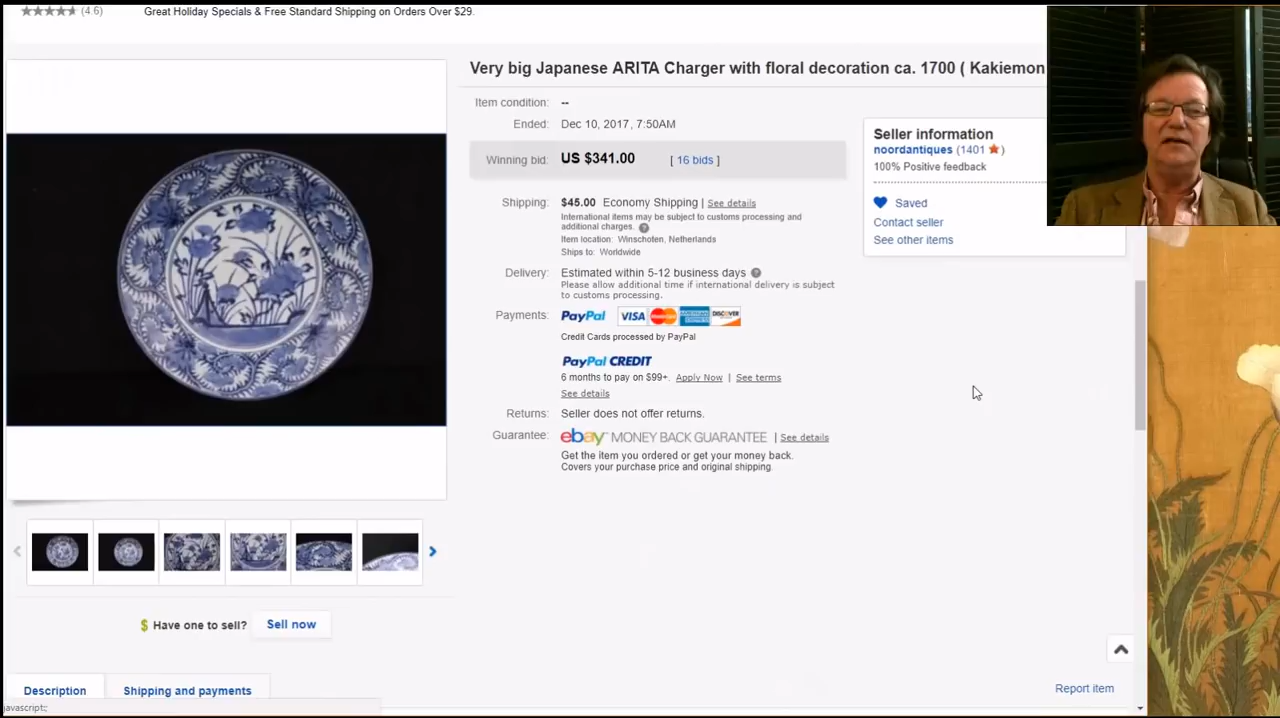 (4.6)
Great Holiday Specials & Free Standard Shipping on Orders Over $29.
Very big Japanese ARITA Charger with floral decoration ca. 1700 ( Kakiemon
Item condition: --
Ended: Dec 10, 2017, 7:50AM
Winning bid: US $341.00 [ 16 bids ]
Shipping: $45.00 Economy Shipping | See details
International items may be subject to customs processing and
additional charges. ?
Item location: Winschoten, Netherlands
Ships to: Worldwide
Delivery: Estimated within 5-12 business days ?
Please allow additional time if international delivery is subject
to customs processing.
Payments: PayPal VISA MasterCard AMERICAN EXPRESS DISCOVER
Credit Cards processed by PayPal
PayPal CREDIT
6 months to pay on $99+. Apply Now | See terms
See details
Returns: Seller does not offer returns.
Guarantee: ebay MONEY BACK GUARANTEE | See details
Get the item you ordered or get your money back.
Covers your purchase price and original shipping.
Seller information
noordantiques (1401 )
100% Positive feedback
Saved
Contact seller
See other items
$ Have one to sell? Sell now
Description
Shipping and payments
Report item
javascript:;